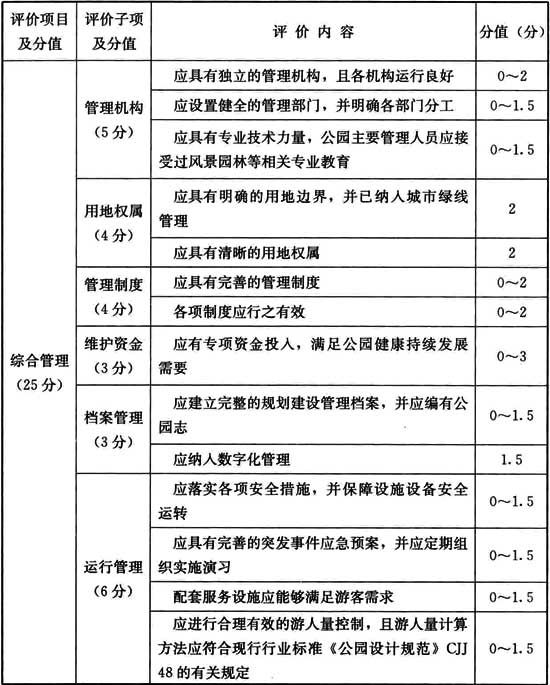 评价项目及分值
评价子项及分值
评价内容
分值（分）
综合管理
（25分）
管理机构
（5分）
应具有独立的管理机构，且各机构运行良好
0～2
应设置健全的管理部门，并明确各部门分工
0～1.5
应具有专业技术力量，公园主要管理人员应接
受过风景园林等相关专业教育
0～1.5
用地权属
（4分）
应具有明确的用地边界，并已纳人城市绿线
管理
2
应具有清晰的用地权属
2
管理制度
（4分）
应具有完善的管理制度
0～2
各项制度应行之有效
0～2
维护资金
（3分）
应有专项资金投入，满足公园健康持续发展
需要
0～3
档案管理
（3分）
应建立完整的规划建设管理档案，并应编有公
园志
0～1.5
应纳入数字化管理
1.5
运行管理
（6分）
应落实各项安全措施，并保障设施设备安全
运转
0～1.5
应具有完善的突发事件应急预案，并应定期组
织实施演习
0～1.5
配套服务设施应能够满足游客需求
0～1.5
应进行合理有效的游人量控制，且游人量计算
方法应符合现行行业标准《公园设计规范》CJJ
48的有关规定
0～1.5